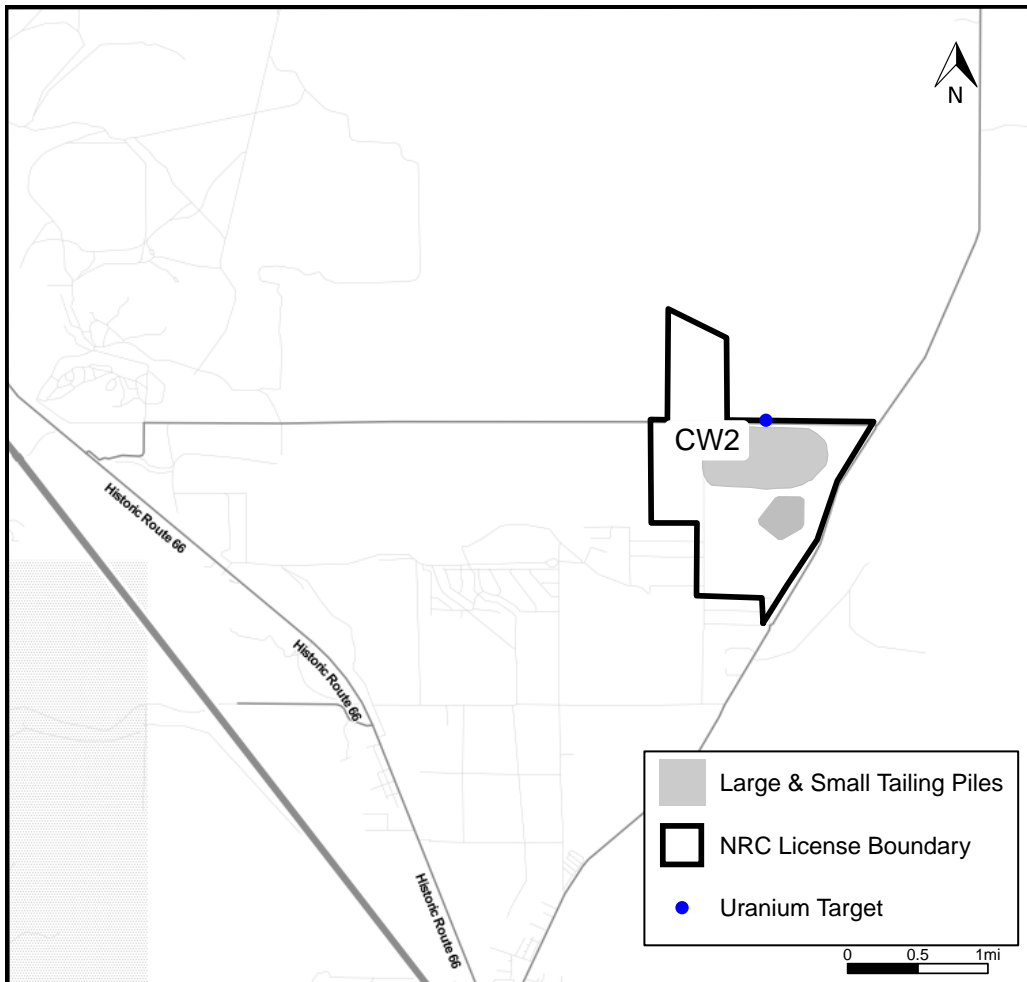 N
CW2
Historic Route 66
Historic Route 66
Historic Route 66
Large & Small Tailing Piles
NRC License Boundary
Uranium Target
0 0.5 1mi